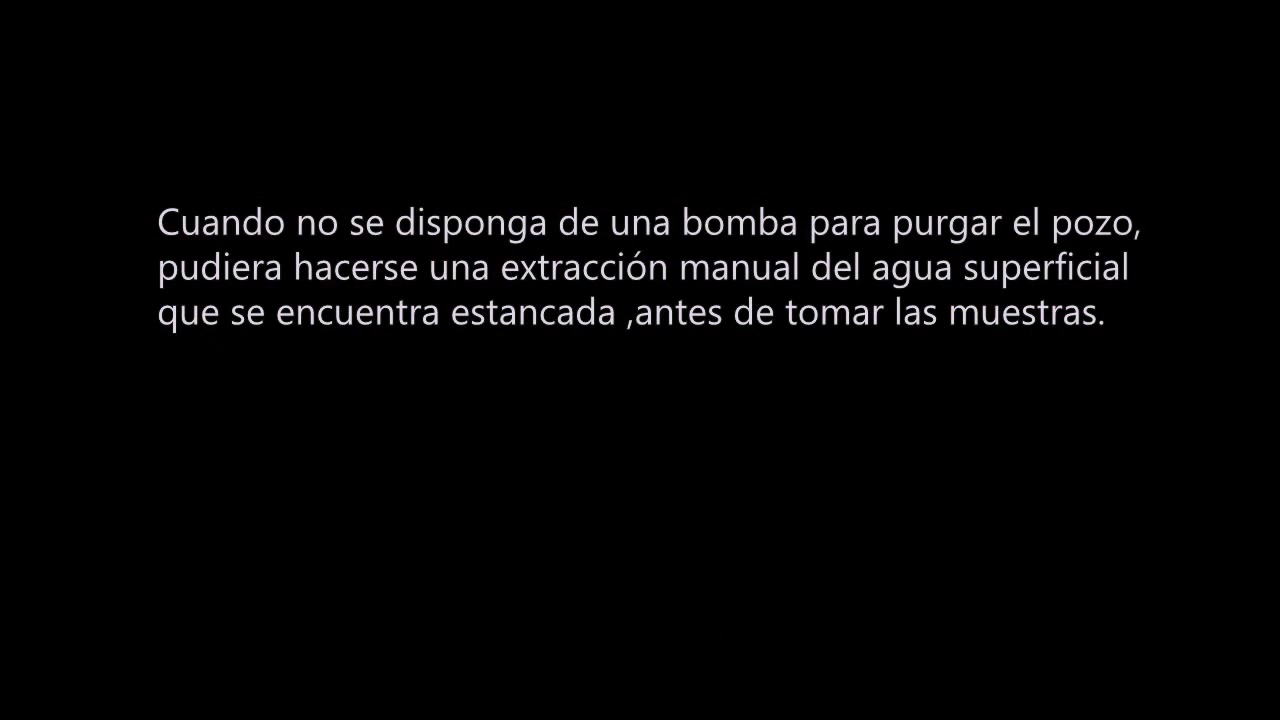 Cuando no se disponga de una bomba para purgar el pozo,
pudiera hacerse una extracción manual del agua superficial
que se encuentra estancada ,antes de tomar las muestras.